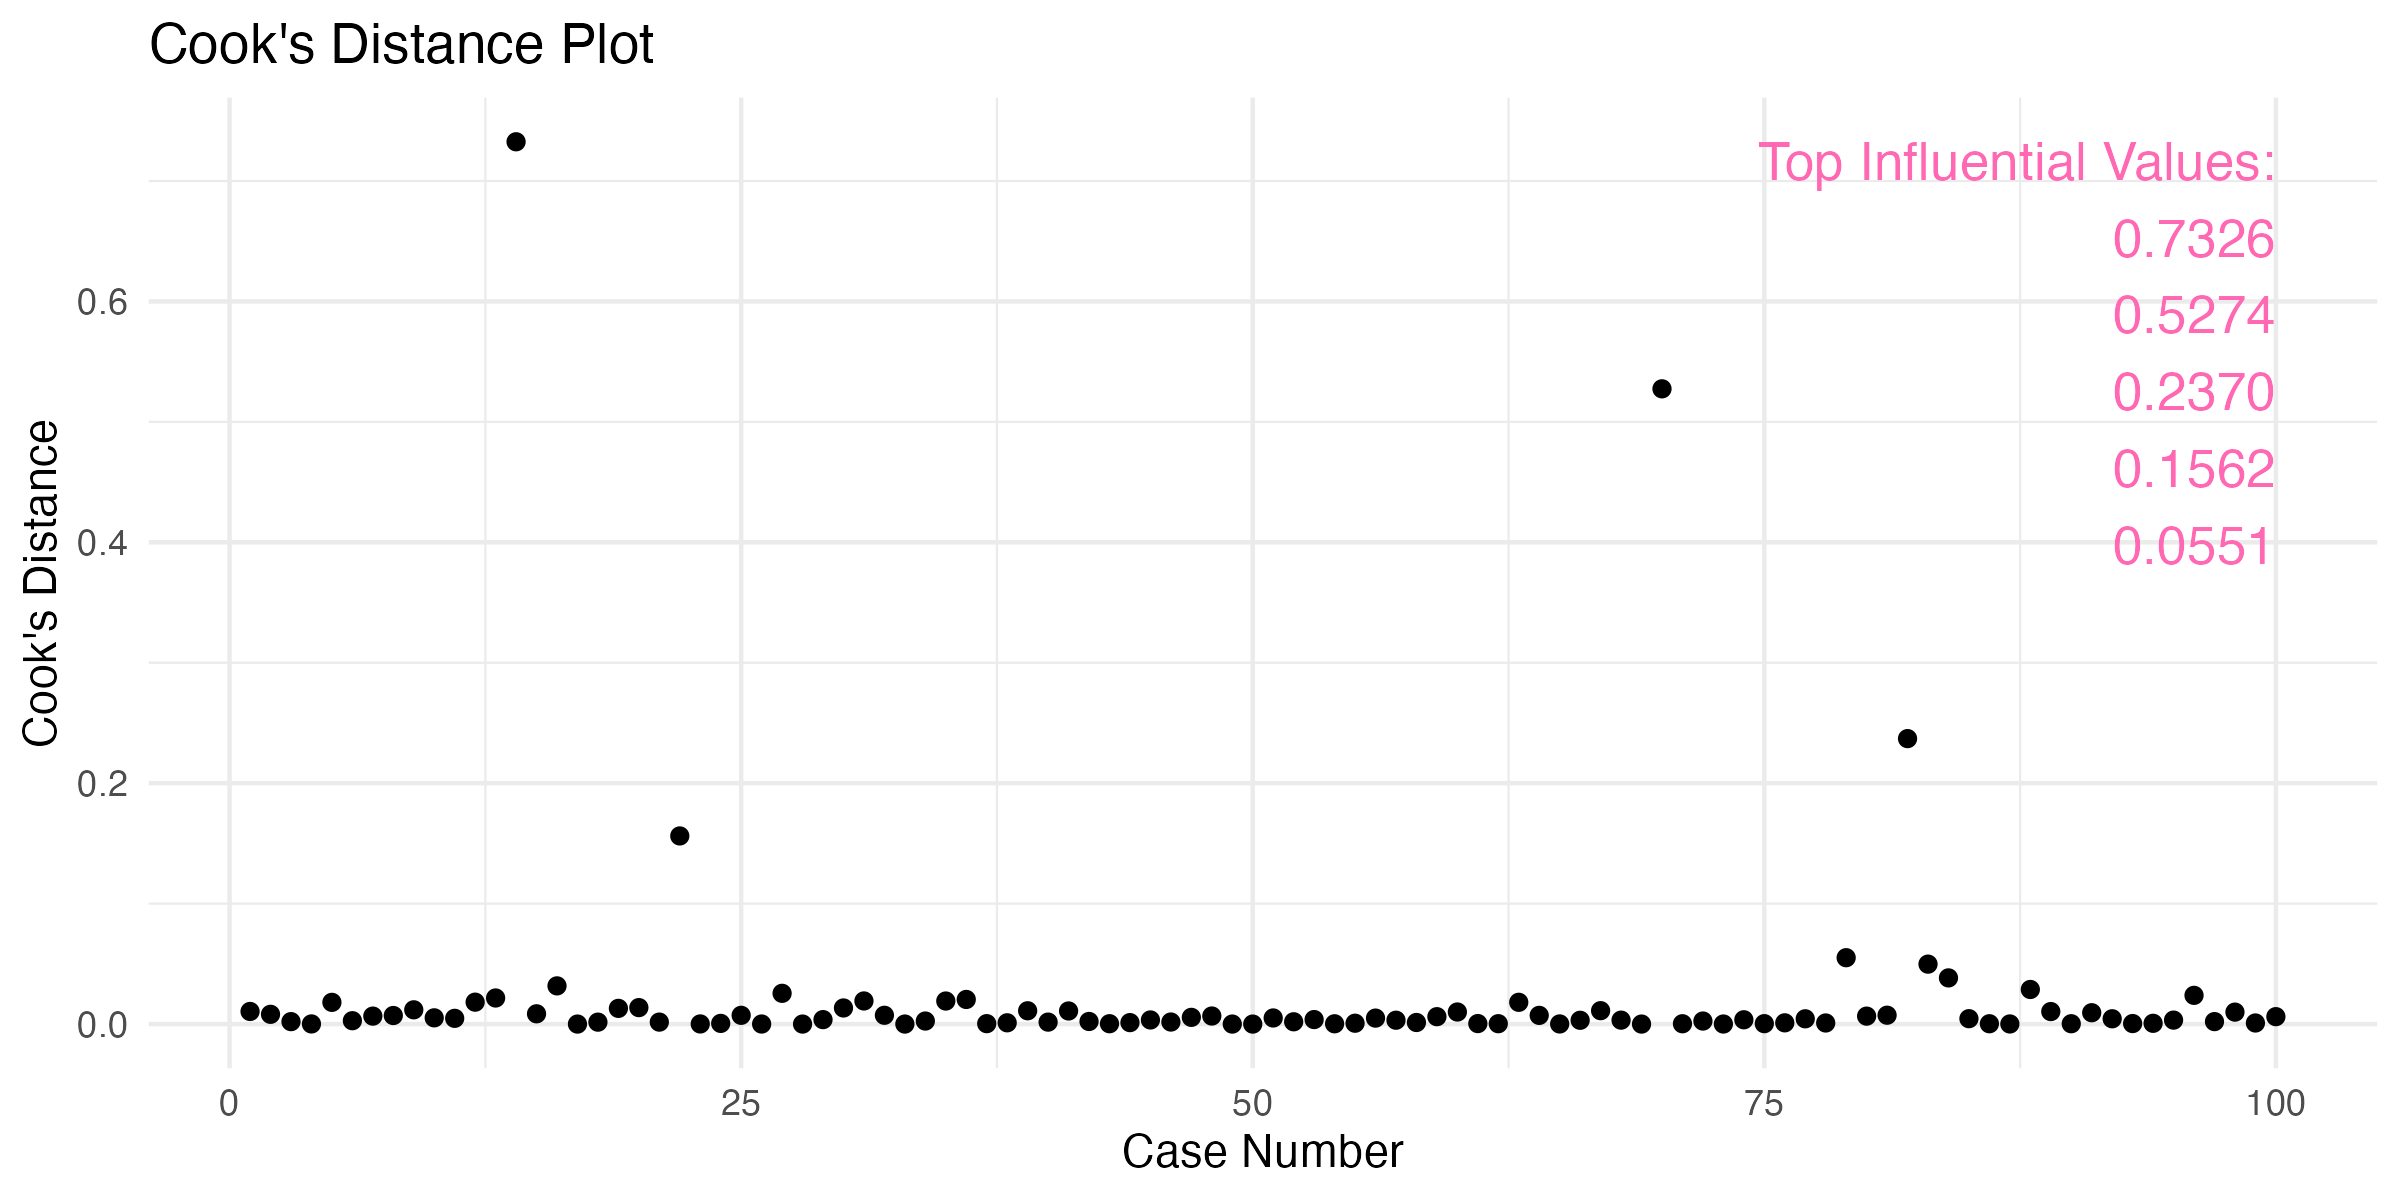 Cook's Distance Plot
Top Influential Values:
0.7326
0.5274
0.2370
0.1562
0.0551
0.6
0.4
0.2
0.0
Cook's Distance
0 25 50 75 100
Case Number